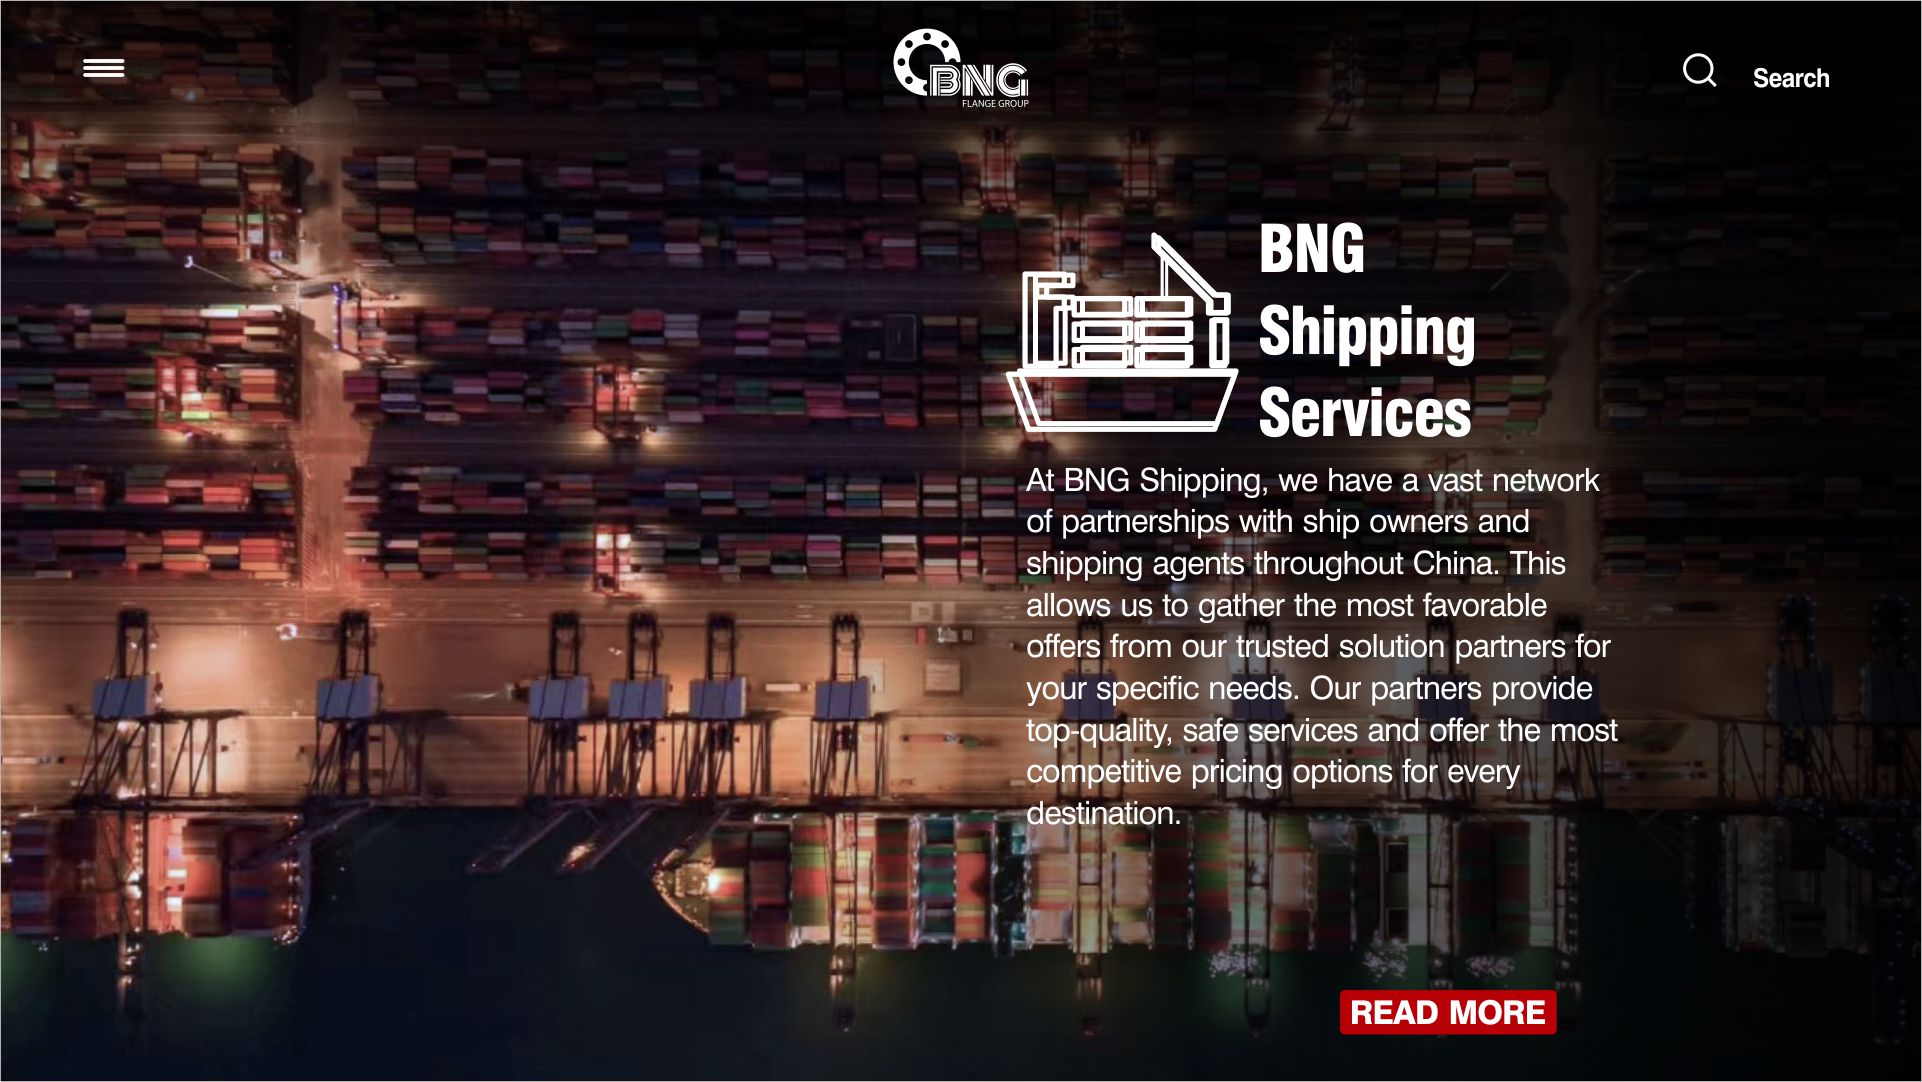 BNG
FLANGE GROUP
Search
BNG
Shipping
Services
At BNG Shipping, we have a vast network
of partnerships with ship owners and
shipping agents throughout China. This
allows us to gather the most favorable
offers from our trusted solution partners for
your specific needs. Our partners provide
top-quality, safe services and offer the most
competitive pricing options for every
destination.
READ MORE